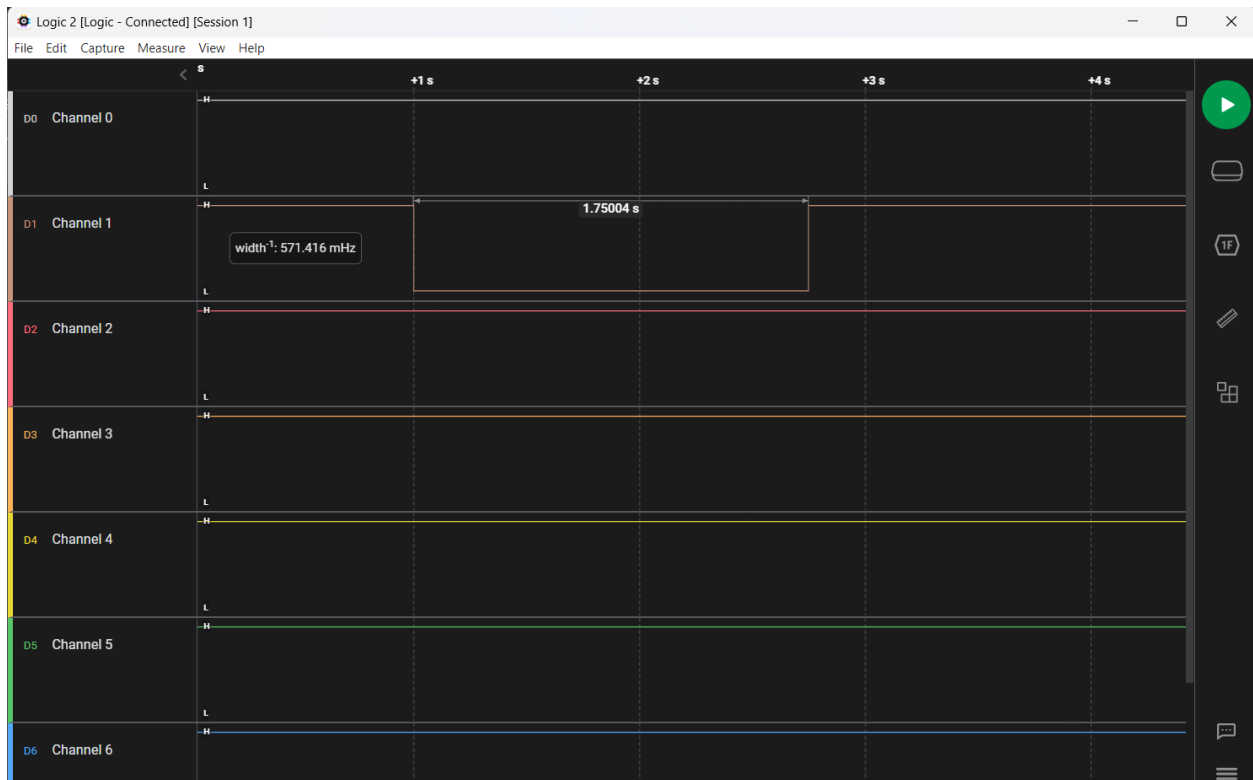 Logic 2 [Logic - Connected] [Session 1]
File Edit Capture Measure View Help
s
+1 s +2 s +3 s +4 s
D0 Channel 0
H
L
D1 Channel 1
H
1.75004 s
width-1: 571.416 mHz
L
D2 Channel 2
H
L
D3 Channel 3
H
L
D4 Channel 4
H
L
D5 Channel 5
H
L
D6 Channel 6
H
1F